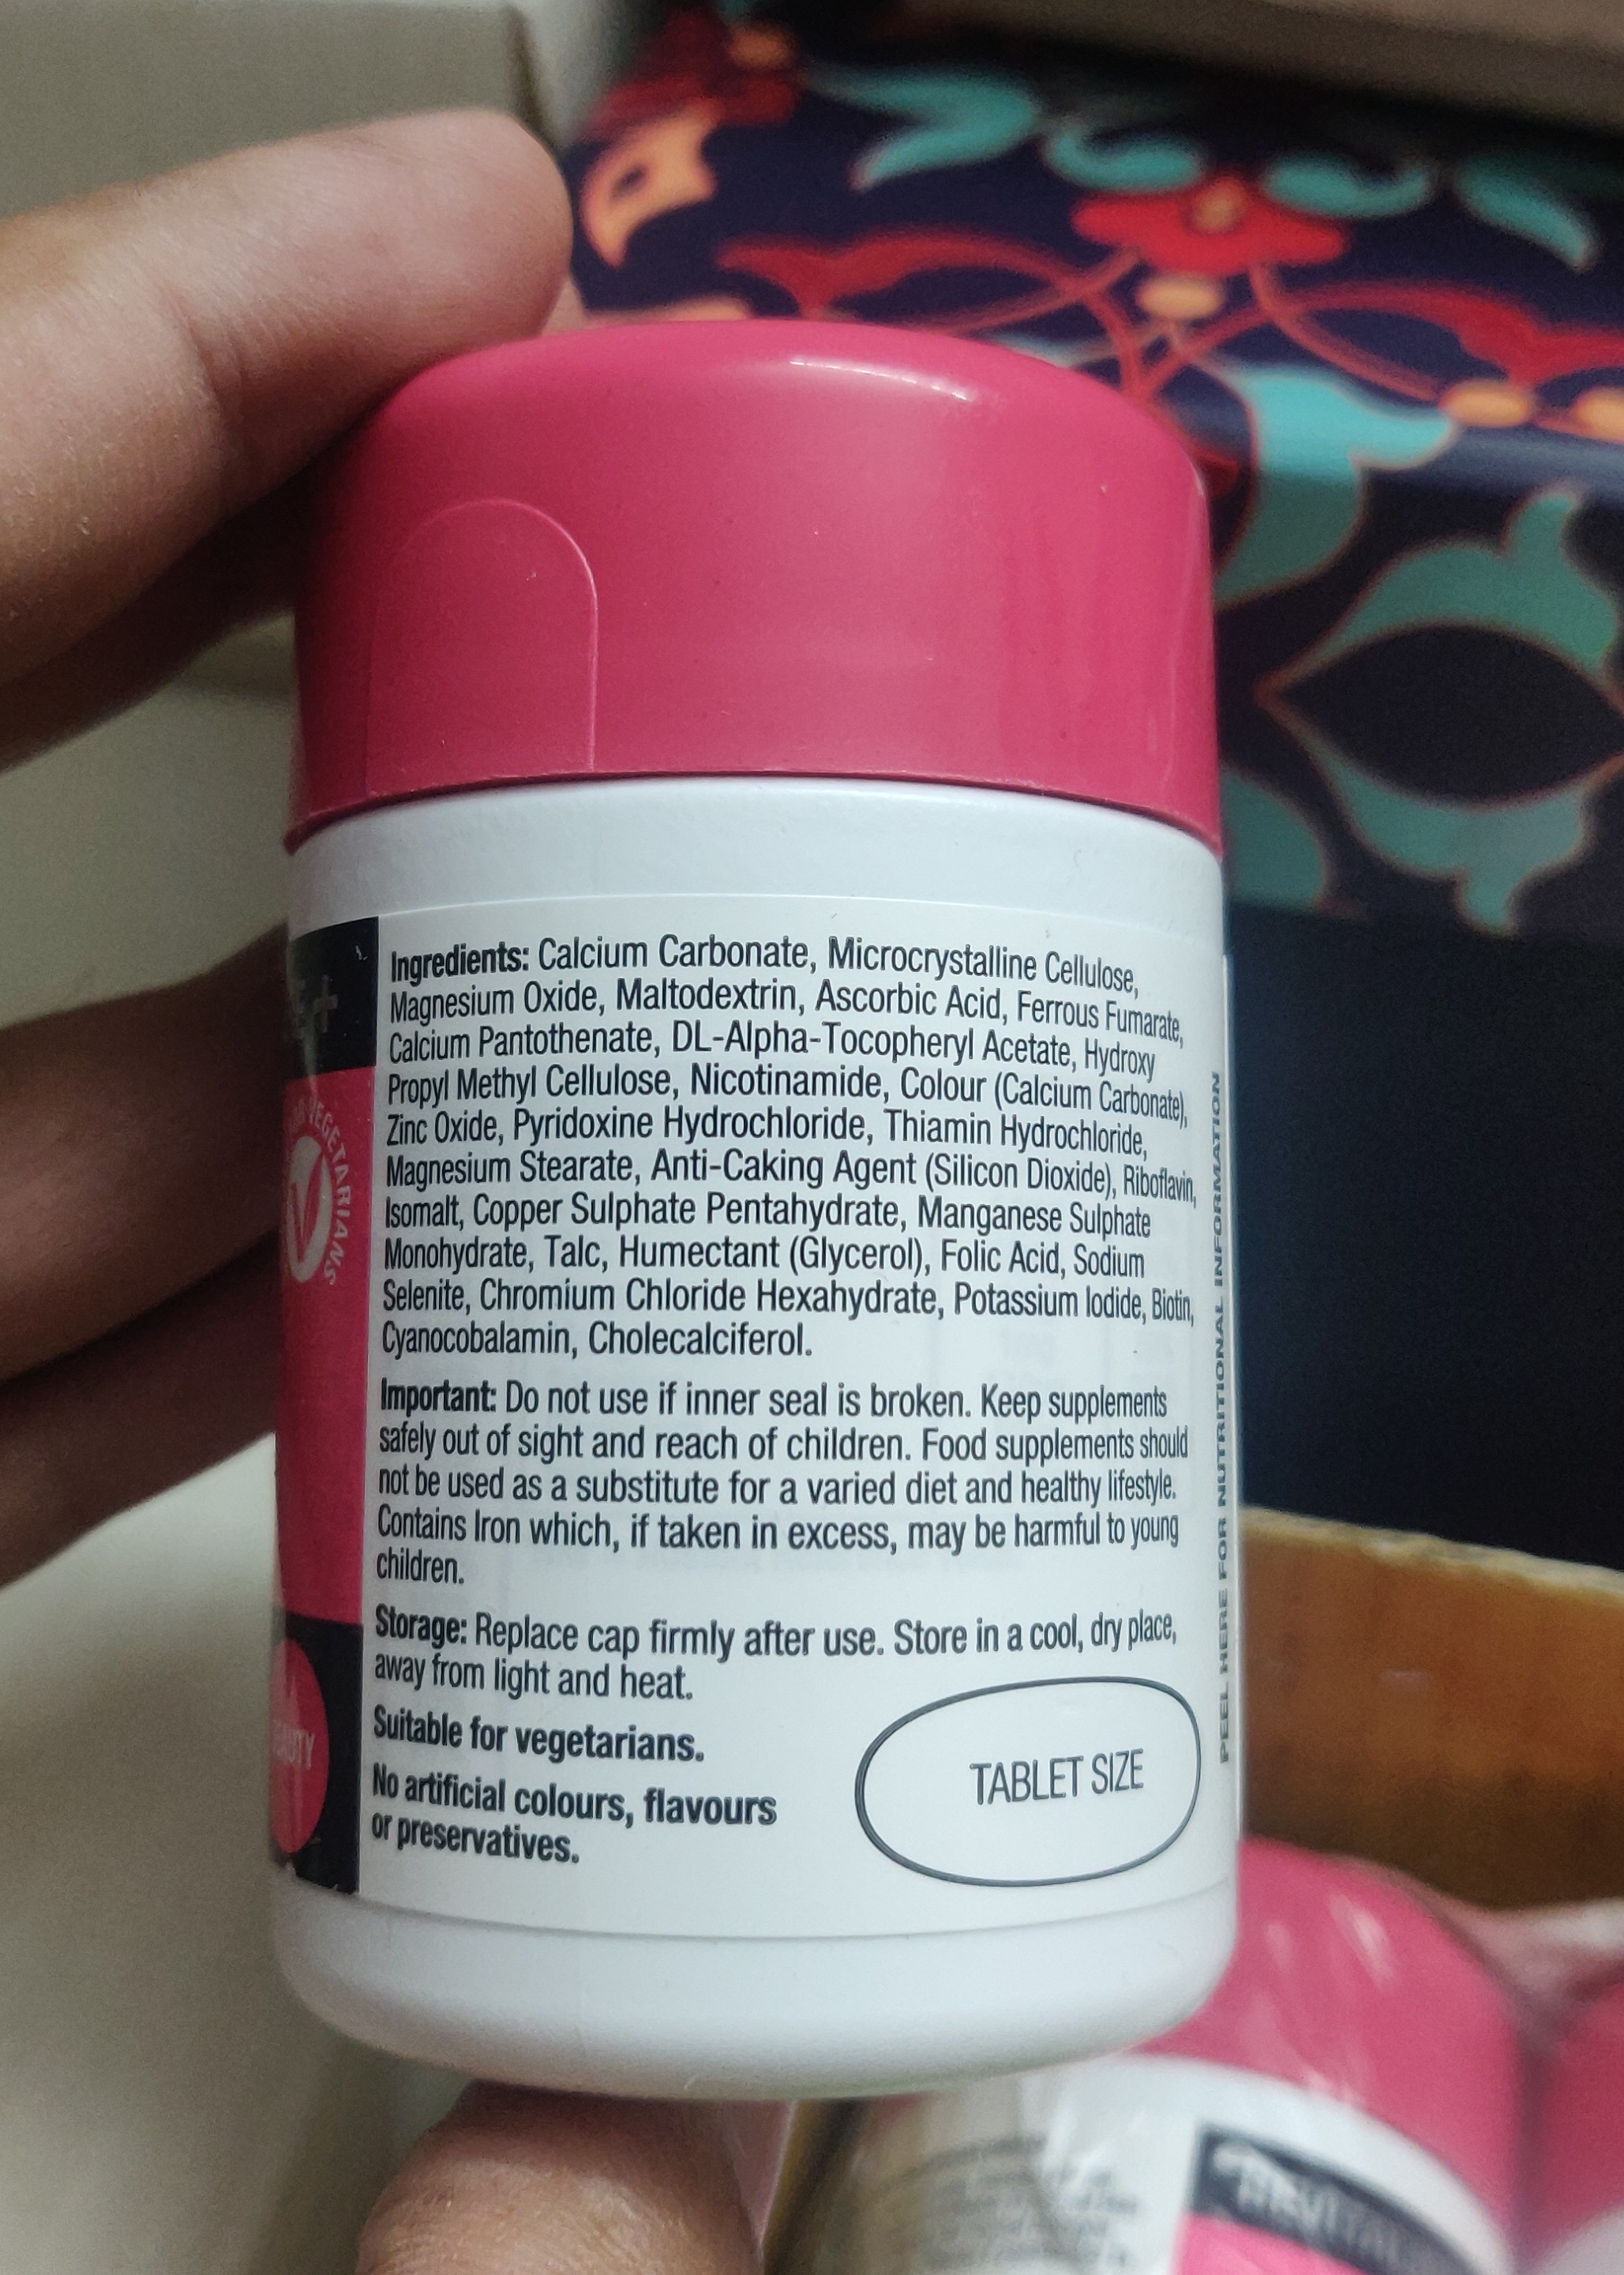 Ingredients: Calcium Carbonate, Microcrystalline Cellulose,
Magnesium Oxide, Maltodextrin, Ascorbic Acid, Ferrous Fumarate,
Calcium Pantothenate, DL-Alpha-Tocopheryl Acetate, Hydroxy
Propyl Methyl Cellulose, Nicotinamide, Colour (Calcium Carbonate),
Zinc Oxide, Pyridoxine Hydrochloride, Thiamin Hydrochloride,
Magnesium Stearate, Anti-Caking Agent (Silicon Dioxide), Riboflavin,
Isomalt, Copper Sulphate Pentahydrate, Manganese Sulphate
Monohydrate, Talc, Humectant (Glycerol), Folic Acid, Sodium
Selenite, Chromium Chloride Hexahydrate, Potassium Iodide, Biotin,
Cyanocobalamin, Cholecalciferol.
Important: Do not use if inner seal is broken. Keep supplements
safely out of sight and reach of children. Food supplements should
not be used as a substitute for a varied diet and healthy lifestyle.
Contains Iron which, if taken in excess, may be harmful to young
children.
Storage: Replace cap firmly after use. Store in a cool, dry place,
away from light and heat.
Suitable for vegetarians.
No artificial colours, flavours
or preservatives.
TABLET SIZE
PEEL HERE FOR NUTRITIONAL INFORMATION
VEGETARIANS
V